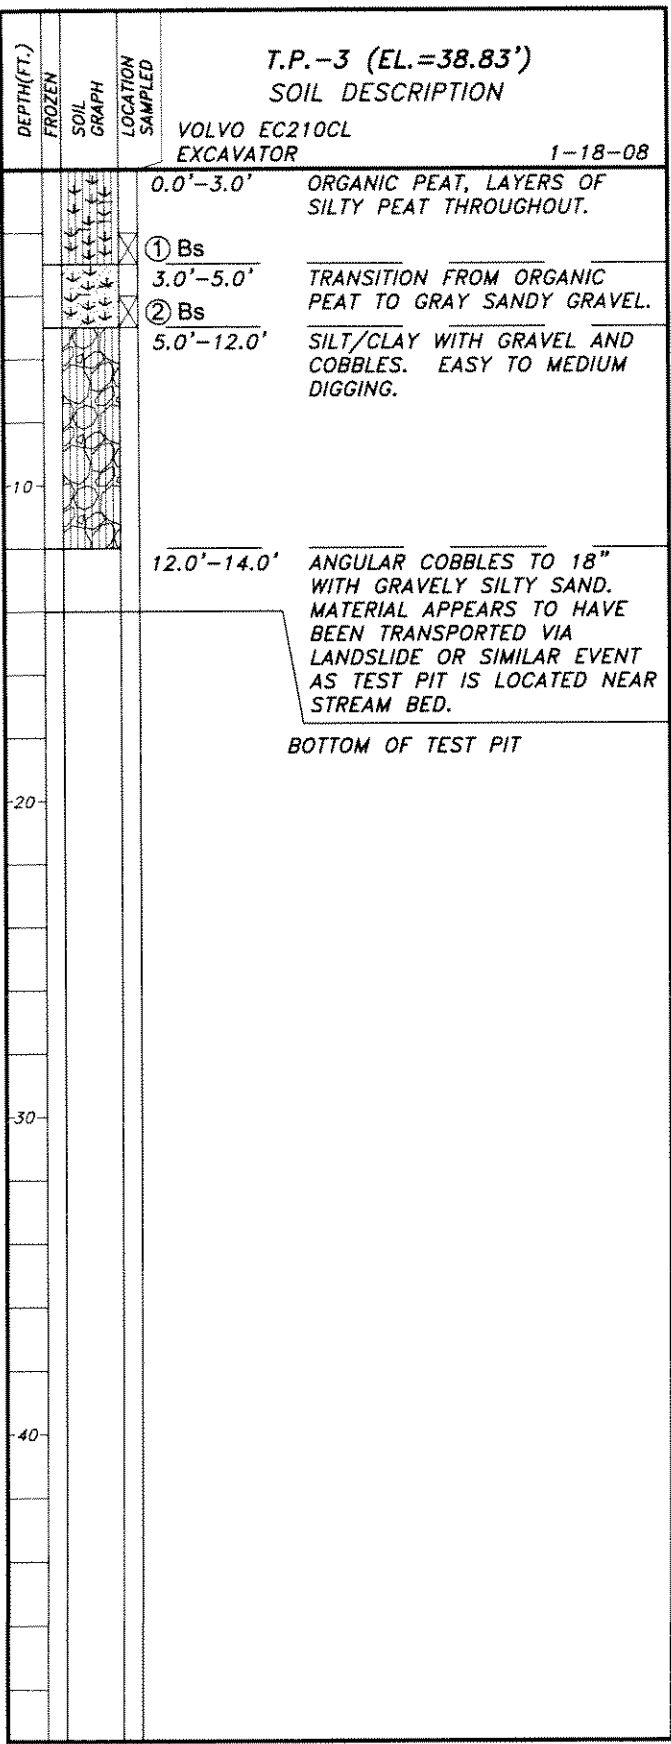 DEPTH(FT.)
FROZEN
SOIL
GRAPH
LOCATION
SAMPLED
T.P.-3 (EL.=38.83')
SOIL DESCRIPTION
VOLVO EC210CL
EXCAVATOR 1-18-08
0.0'-3.0' ORGANIC PEAT, LAYERS OF
SILTY PEAT THROUGHOUT.
① Bs
3.0'-5.0' TRANSITION FROM ORGANIC
PEAT TO GRAY SANDY GRAVEL.
② Bs
5.0'-12.0' SILT/CLAY WITH GRAVEL AND
COBBLES. EASY TO MEDIUM
DIGGING.
10
12.0'-14.0' ANGULAR COBBLES TO 18"
WITH GRAVELY SILTY SAND.
MATERIAL APPEARS TO HAVE
BEEN TRANSPORTED VIA
LANDSLIDE OR SIMILAR EVENT
AS TEST PIT IS LOCATED NEAR
STREAM BED.
BOTTOM OF TEST PIT
20
30
40